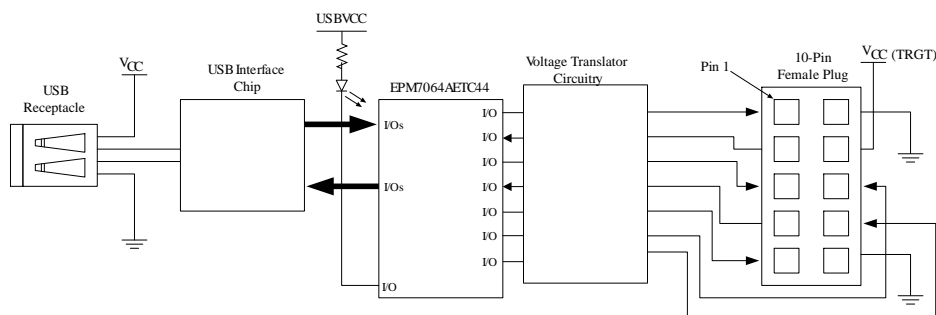 USBVCC
VCC
VCC (TRGT)
USB
Receptacle
USB Interface
Chip
EPM7064AETC44
Voltage Translator
Circuitry
Pin 1
10-Pin
Female Plug
I/Os
I/Os
I/O
I/O
I/O
I/O
I/O
I/O
I/O
I/O